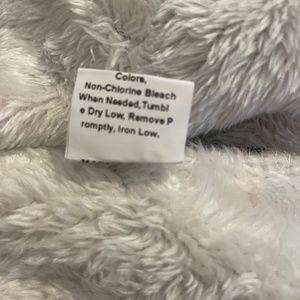 Colors,
Non-Chlorine Bleach
When Needed,Tumbl
e Dry Low, Remove P
romptly, Iron Low.